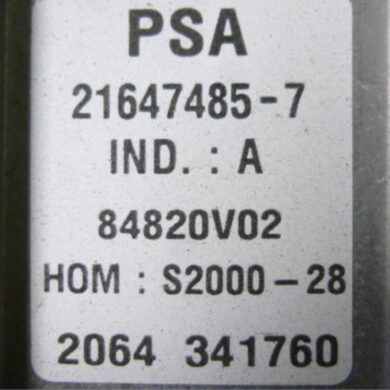 PSA
21647485-7
IND. : A
84820V02
HOM : S2000-28
2064 341760